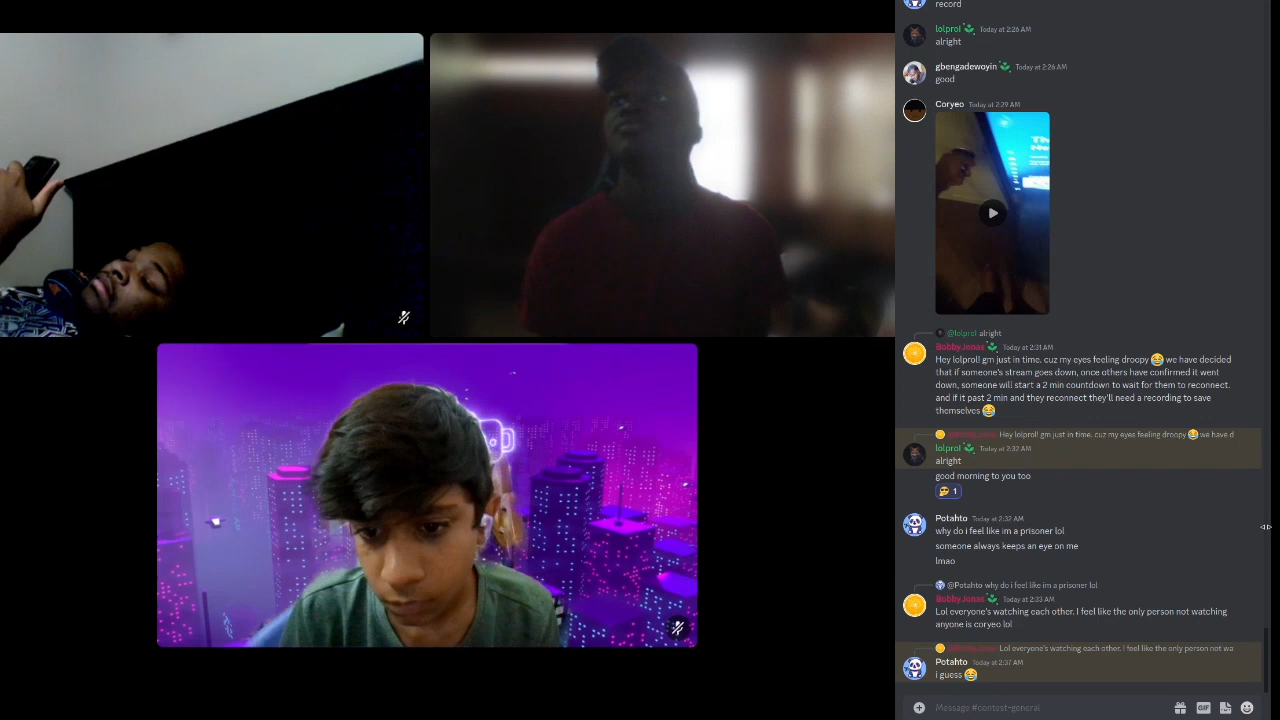 record
lolprol Today at 2:26 AM
alright
gbengadewoyin Today at 2:26 AM
good
Coryeo Today at 2:29 AM
@lolprol alright
BobbyJonas Today at 2:31 AM
Hey lolprol! gm just in time. cuz my eyes feeling droopy 😂 we have decided
that if someone's stream goes down, once others have confirmed it went
down, someone will start a 2 min countdown to wait for them to reconnect.
and if it past 2 min and they reconnect they'll need a recording to save
themselves 😂
Hey lolprol! gm just in time. cuz my eyes feeling droopy 😂 we have d
lolprol Today at 2:32 AM
alright
good morning to you too
1
Potahto Today at 2:32 AM
why do i feel like im a prisoner lol
someone always keeps an eye on me
lmao
@Potahto why do i feel like im a prisoner lol
BobbyJonas Today at 2:33 AM
Lol everyone's watching each other. I feel like the only person not watching
anyone is coryeo lol
Lol everyone's watching each other. I feel like the only person not wa
Potahto Today at 2:37 AM
i guess 😂
Message #contest-general
GIF